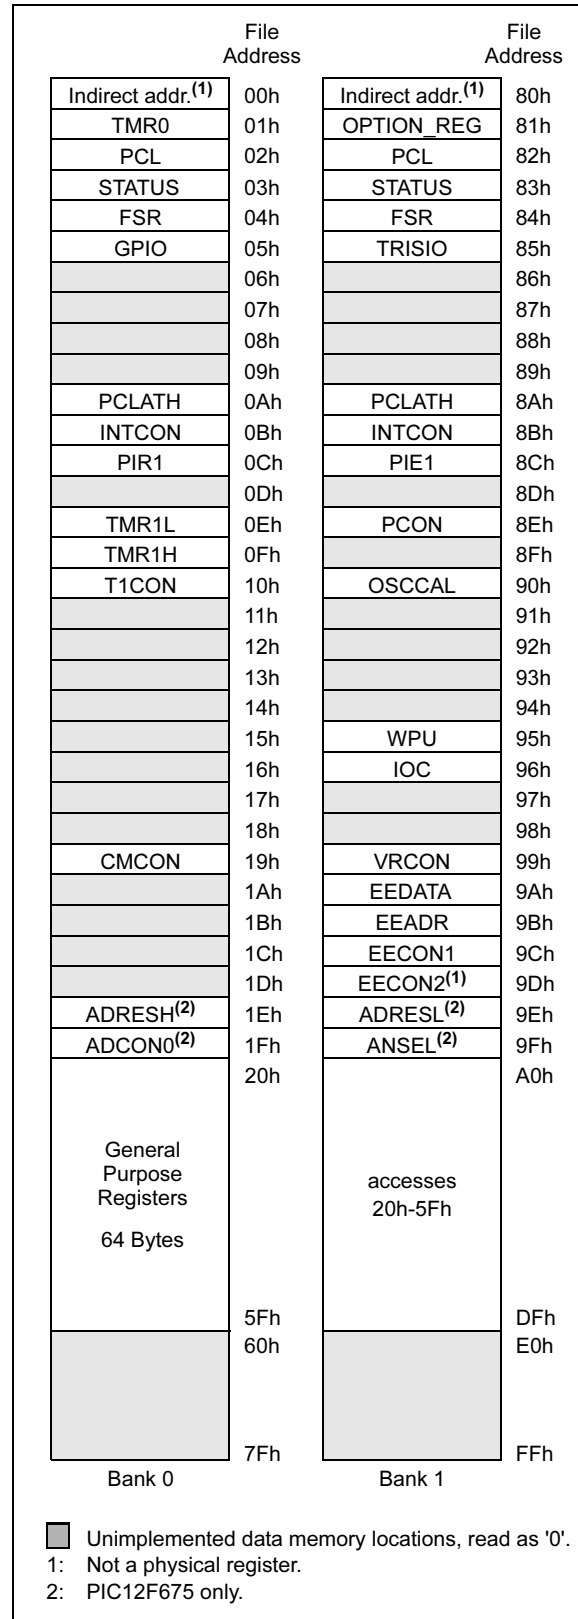 File Address File Address
Indirect addr.(1) 00h Indirect addr.(1) 80h
TMR0 01h OPTION_REG 81h
PCL 02h PCL 82h
STATUS 03h STATUS 83h
FSR 04h FSR 84h
GPIO 05h TRISIO 85h
06h 86h
07h 87h
08h 88h
09h 89h
PCLATH 0Ah PCLATH 8Ah
INTCON 0Bh INTCON 8Bh
PIR1 0Ch PIE1 8Ch
0Dh 8Dh
TMR1L 0Eh PCON 8Eh
TMR1H 0Fh 8Fh
T1CON 10h OSCCAL 90h
11h 91h
12h 92h
13h 93h
14h 94h
15h WPU 95h
16h IOC 96h
17h 97h
18h 98h
CMCON 19h VRCON 99h
1Ah EEDATA 9Ah
1Bh EEADR 9Bh
1Ch EECON1 9Ch
1Dh EECON2(1) 9Dh
ADRESH(2) 1Eh ADRESL(2) 9Eh
ADCON0(2) 1Fh ANSEL(2) 9Fh
20h A0h
General
Purpose
Registers
64 Bytes
accesses
20h-5Fh
5Fh DFh
60h E0h
7Fh FFh
Bank 0 Bank 1
Unimplemented data memory locations, read as '0'.
1: Not a physical register.
2: PIC12F675 only.